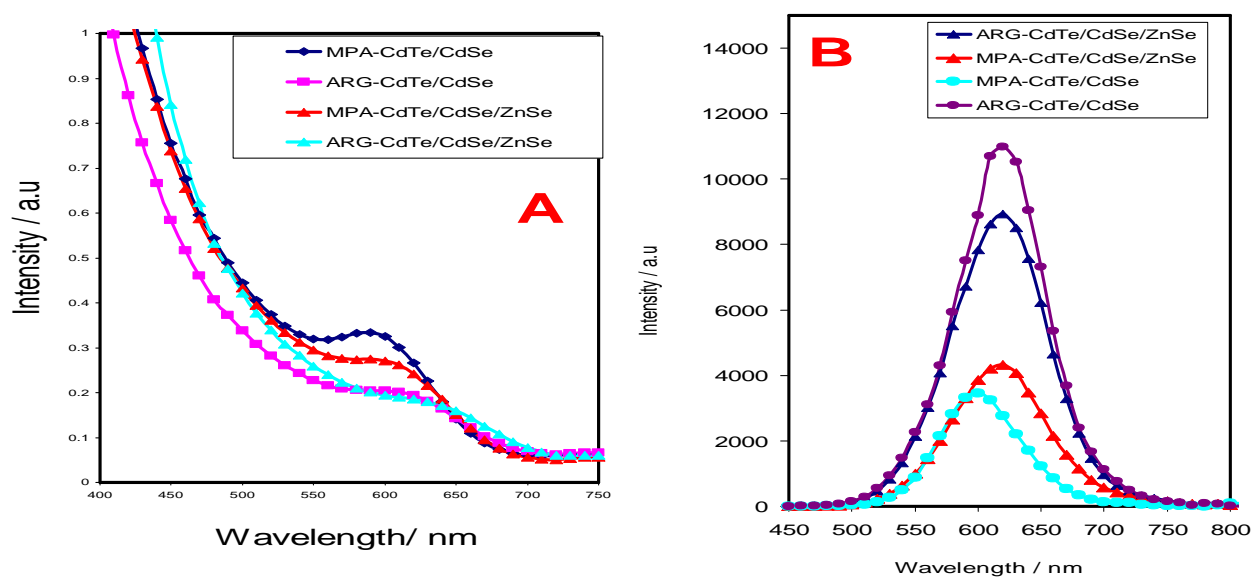 1
0.9
0.8
0.7
0.6
0.5
0.4
0.3
0.2
0.1
0
Intensity / a.u
MPA-CdTe/CdSe
ARG-CdTe/CdSe
MPA-CdTe/CdSe/ZnSe
ARG-CdTe/CdSe/ZnSe
A
400 450 500 550 600 650 700 750
Wavelength/ nm
B
14000
12000
10000
8000
6000
4000
2000
0
Intensity / a.u
ARG-CdTe/CdSe/ZnSe
MPA-CdTe/CdSe/ZnSe
MPA-CdTe/CdSe
ARG-CdTe/CdSe
450 500 550 600 650 700 750 800
Wavelength / nm